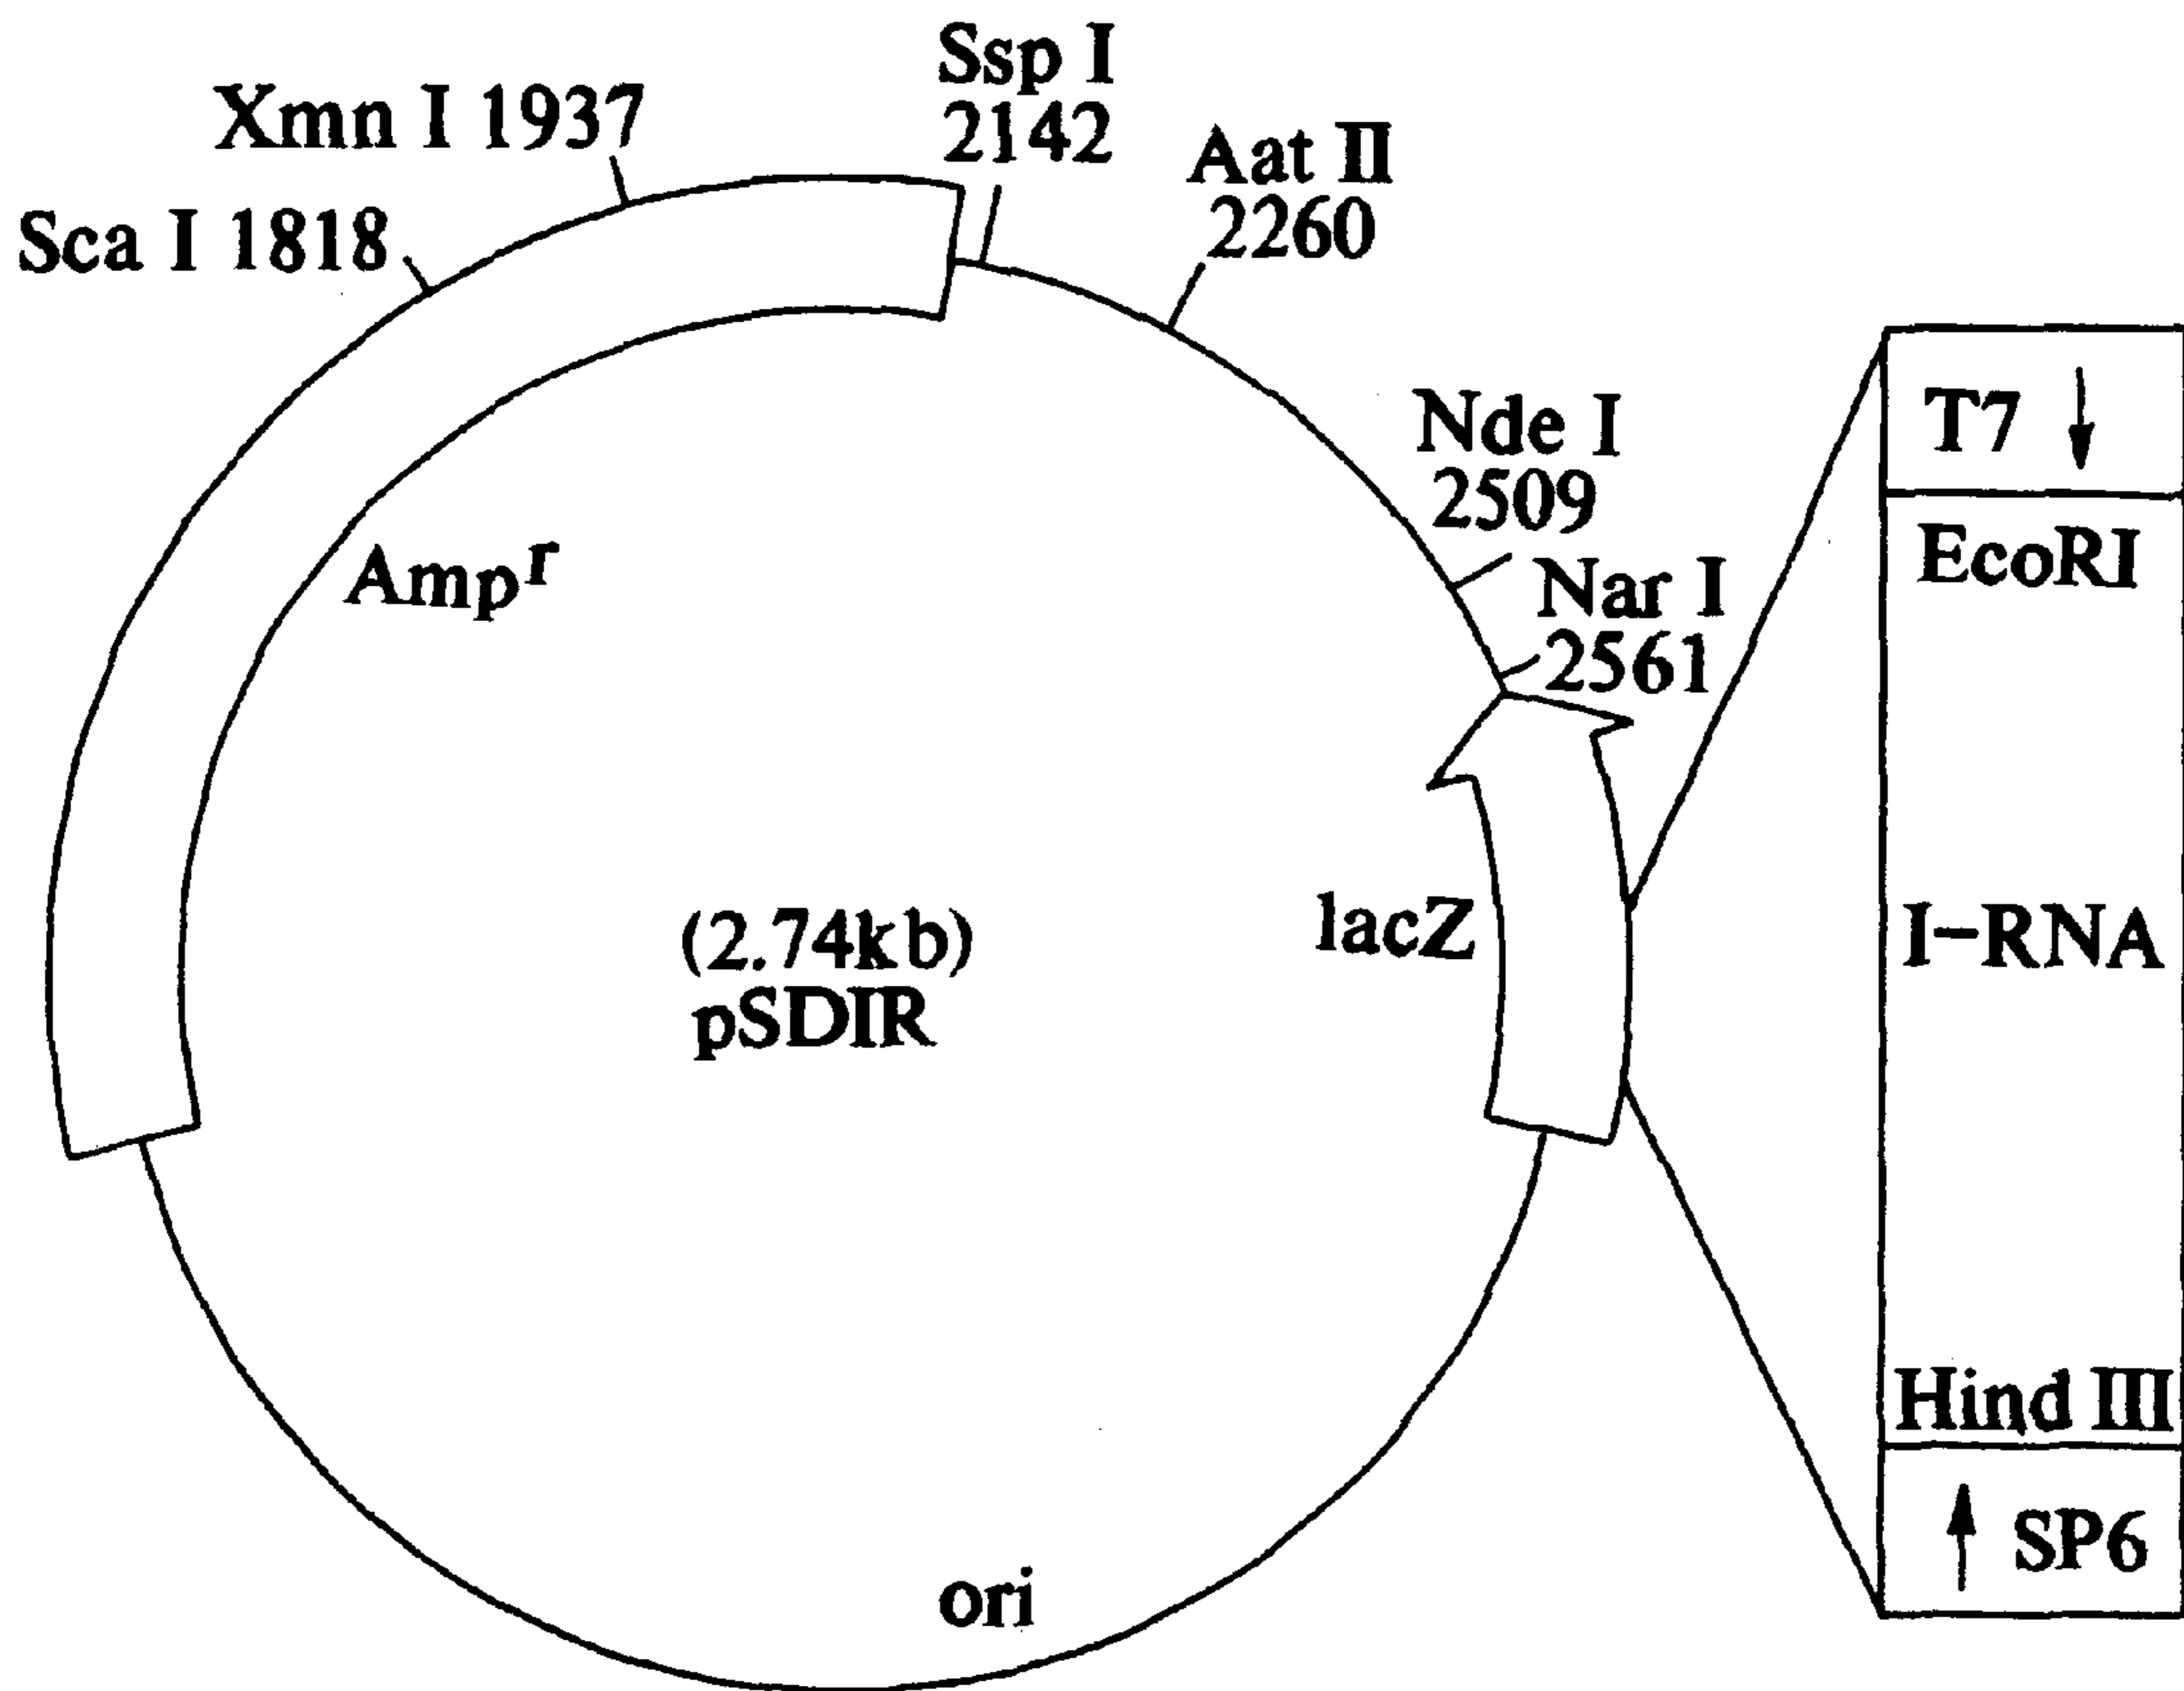 Ssp I
2142
Xmn I 1937
Aat II
2260
Sca I 1818
Nde I
2509
Nar I
2561
T7
EcoRI
Amp^r
lacZ
(2.74kb)
pSDIR
I-RNA
Hind III
SP6
ori